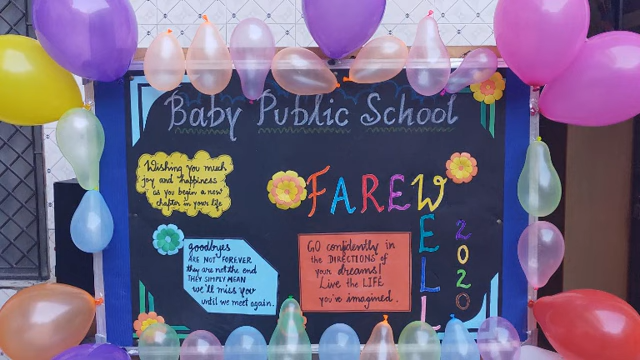 Baby Public School
Wishing you much
joy and happiness
as you begin a new
chapter in your life
FAREWELL
2020
goodbyes
ARE NOT "FOREVER
they are not the end
THEY SIMPLY MEAN
we'll miss you
until we meet again.
GO confidently in
the DIRECTIONS of
your dreams!
Live the LIFE
you've imagined.